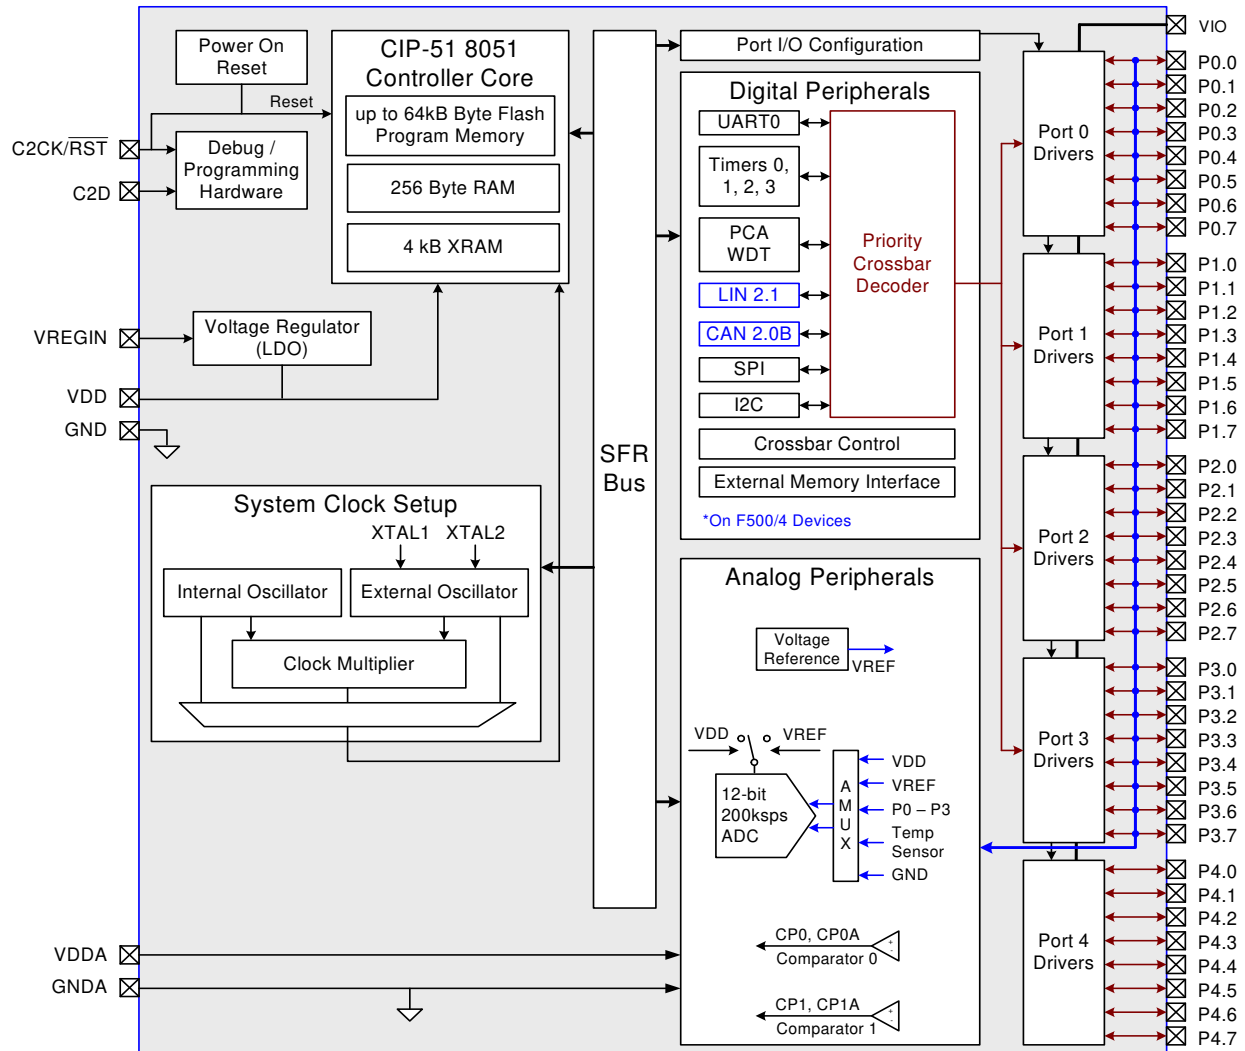 Power On
Reset
CIP-51 8051
Controller Core
up to 64kB Byte Flash
Program Memory
256 Byte RAM
4 kB XRAM
Reset
C2CK/RST
C2D
Debug /
Programming
Hardware
VREGIN
VDD
GND
Voltage Regulator
(LDO)
System Clock Setup
XTAL1 XTAL2
Internal Oscillator
External Oscillator
Clock Multiplier
VDDA
GNDA
SFR
Bus
Port I/O Configuration
Digital Peripherals
UART0
Timers 0,
1, 2, 3
PCA
WDT
LIN 2.1
CAN 2.0B
SPI
I2C
Priority
Crossbar
Decoder
Crossbar Control
External Memory Interface
*On F500/4 Devices
Analog Peripherals
Voltage
Reference
VREF
VDD
VREF
12-bit
200ksps
ADC
A
M
U
X
VDD
VREF
P0 – P3
Temp
Sensor
GND
CP0, CP0A
Comparator 0
+
-
CP1, CP1A
Comparator 1
+
-
Port 0
Drivers
Port 1
Drivers
Port 2
Drivers
Port 3
Drivers
Port 4
Drivers
VIO
P0.0
P0.1
P0.2
P0.3
P0.4
P0.5
P0.6
P0.7
P1.0
P1.1
P1.2
P1.3
P1.4
P1.5
P1.6
P1.7
P2.0
P2.1
P2.2
P2.3
P2.4
P2.5
P2.6
P2.7
P3.0
P3.1
P3.2
P3.3
P3.4
P3.5
P3.6
P3.7
P4.0
P4.1
P4.2
P4.3
P4.4
P4.5
P4.6
P4.7